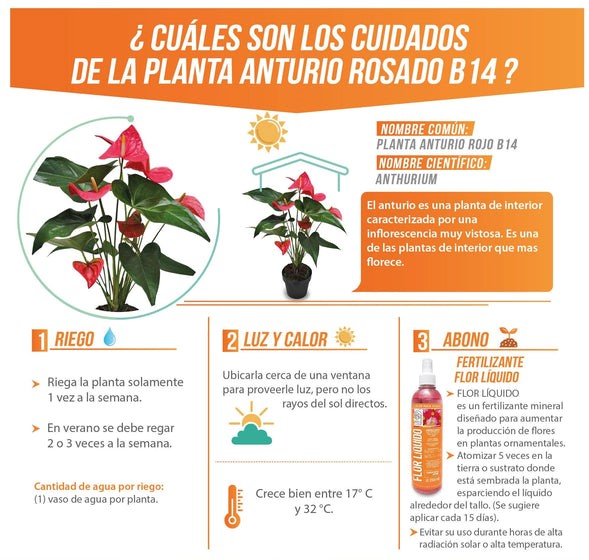 ¿ CUÁLES SON LOS CUIDADOS
DE LA PLANTA ANTURIO ROSADO B14 ?
NOMBRE COMÚN:
PLANTA ANTURIO ROJO B14
NOMBRE CIENTÍFICO:
ANTHURIUM
El anturio es una planta de interior
caracterizada por una
inflorescencia muy vistosa. Es una
de las plantas de interior que mas
florece.
1 RIEGO
Riega la planta solamente
1 vez a la semana.
En verano se debe regar
2 o 3 veces a la semana.
Cantidad de agua por riego:
(1) vaso de agua por planta.
2 LUZ Y CALOR
Ubicarla cerca de una ventana
para proveerle luz, pero no los
rayos del sol directos.
Crece bien entre 17° C
y 32 °C.
3 ABONO
FERTILIZANTE
FLOR LÍQUIDO
FLOR LÍQUIDO
FLOR LÍQUIDO
es un fertilizante mineral
diseñado para aumentar
la producción de flores
en plantas ornamentales.
Atomizar 5 veces en la
tierra o sustrato donde
está sembrada la planta,
esparciendo el líquido
alrededor del tallo. (Se sugiere
aplicar cada 15 días).
Evitar su uso durante horas de alta
radiación solar o alta temperatura.